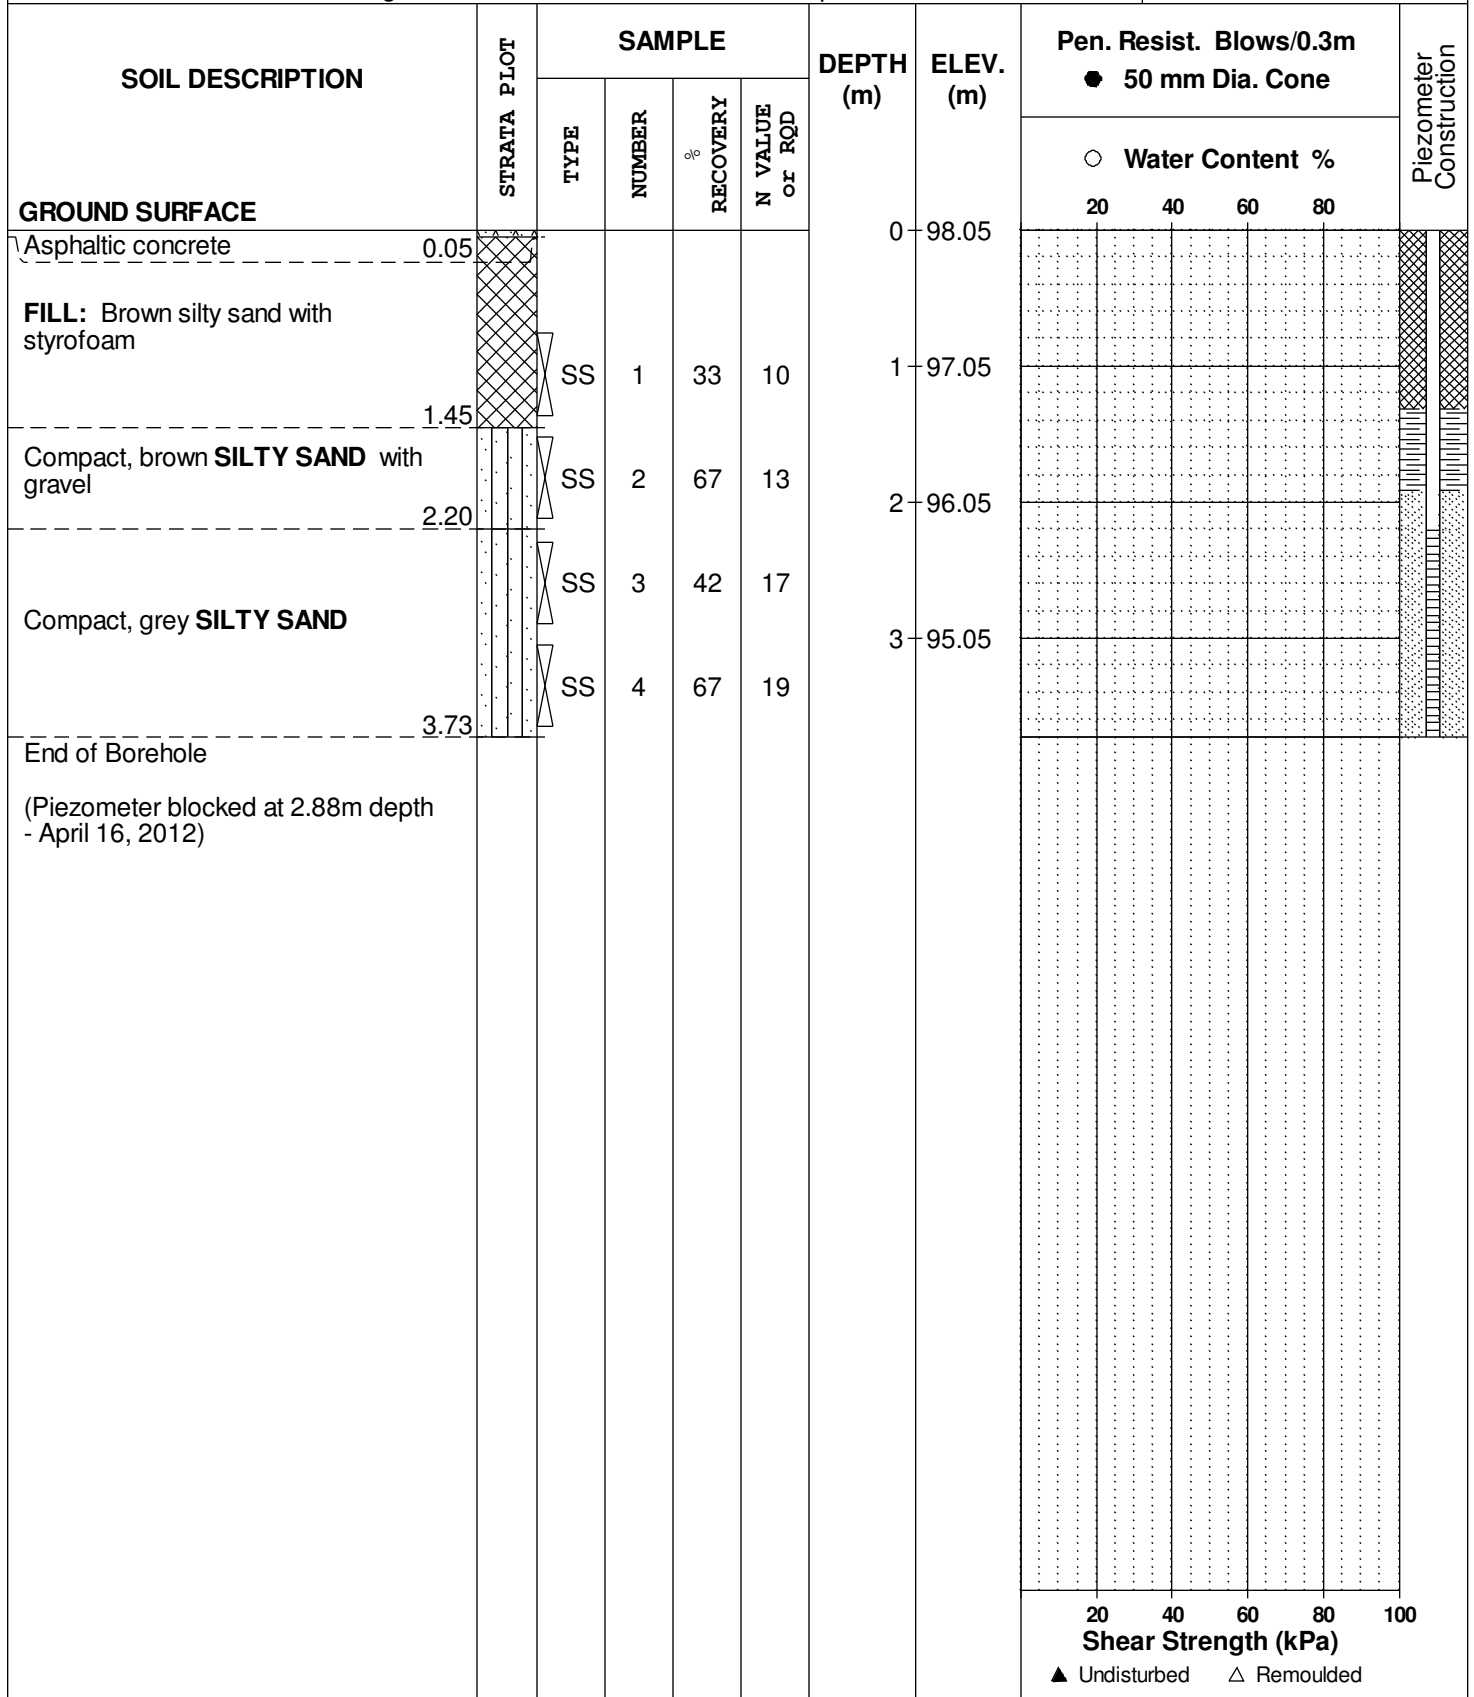 SOIL DESCRIPTION
GROUND SURFACE
STRATA PLOT
SAMPLE
TYPE
NUMBER
%
RECOVERY
N VALUE
or RQD
DEPTH
(m)
ELEV.
(m)
Pen. Resist. Blows/0.3m
● 50 mm Dia. Cone
○ Water Content %
20 40 60 80
Piezometer
Construction
0 98.05
Asphaltic concrete 0.05
FILL: Brown silty sand with
styrofoam
SS 1 33 10
1 97.05
1.45
Compact, brown SILTY SAND with
gravel
SS 2 67 13
2 96.05
2.20
SS 3 42 17
Compact, grey SILTY SAND
3 95.05
SS 4 67 19
3.73
End of Borehole
(Piezometer blocked at 2.88m depth
- April 16, 2012)
20 40 60 80 100
Shear Strength (kPa)
▲ Undisturbed △ Remoulded